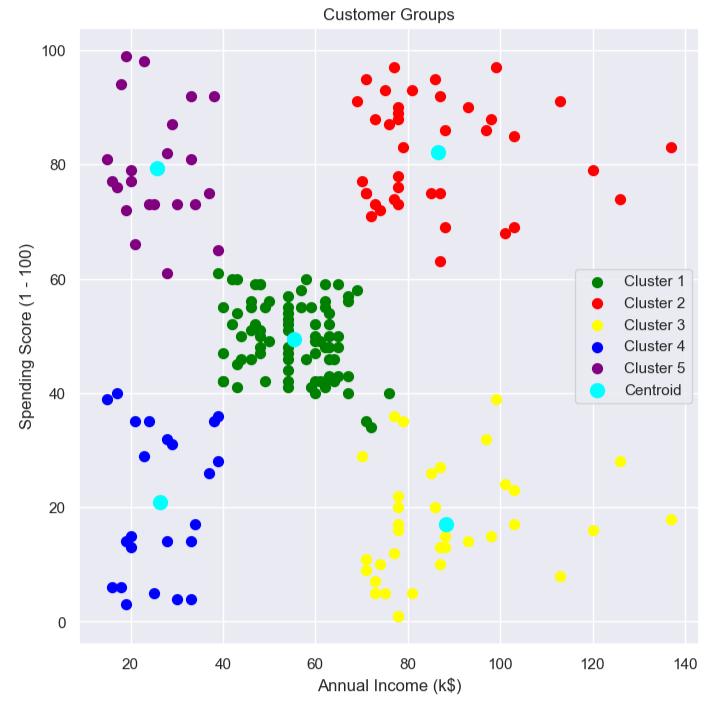 Customer Groups
100
80
60
40
20
0
Spending Score (1 - 100)
Cluster 1
Cluster 2
Cluster 3
Cluster 4
Cluster 5
Centroid
20 40 60 80 100 120 140
Annual Income (k$)